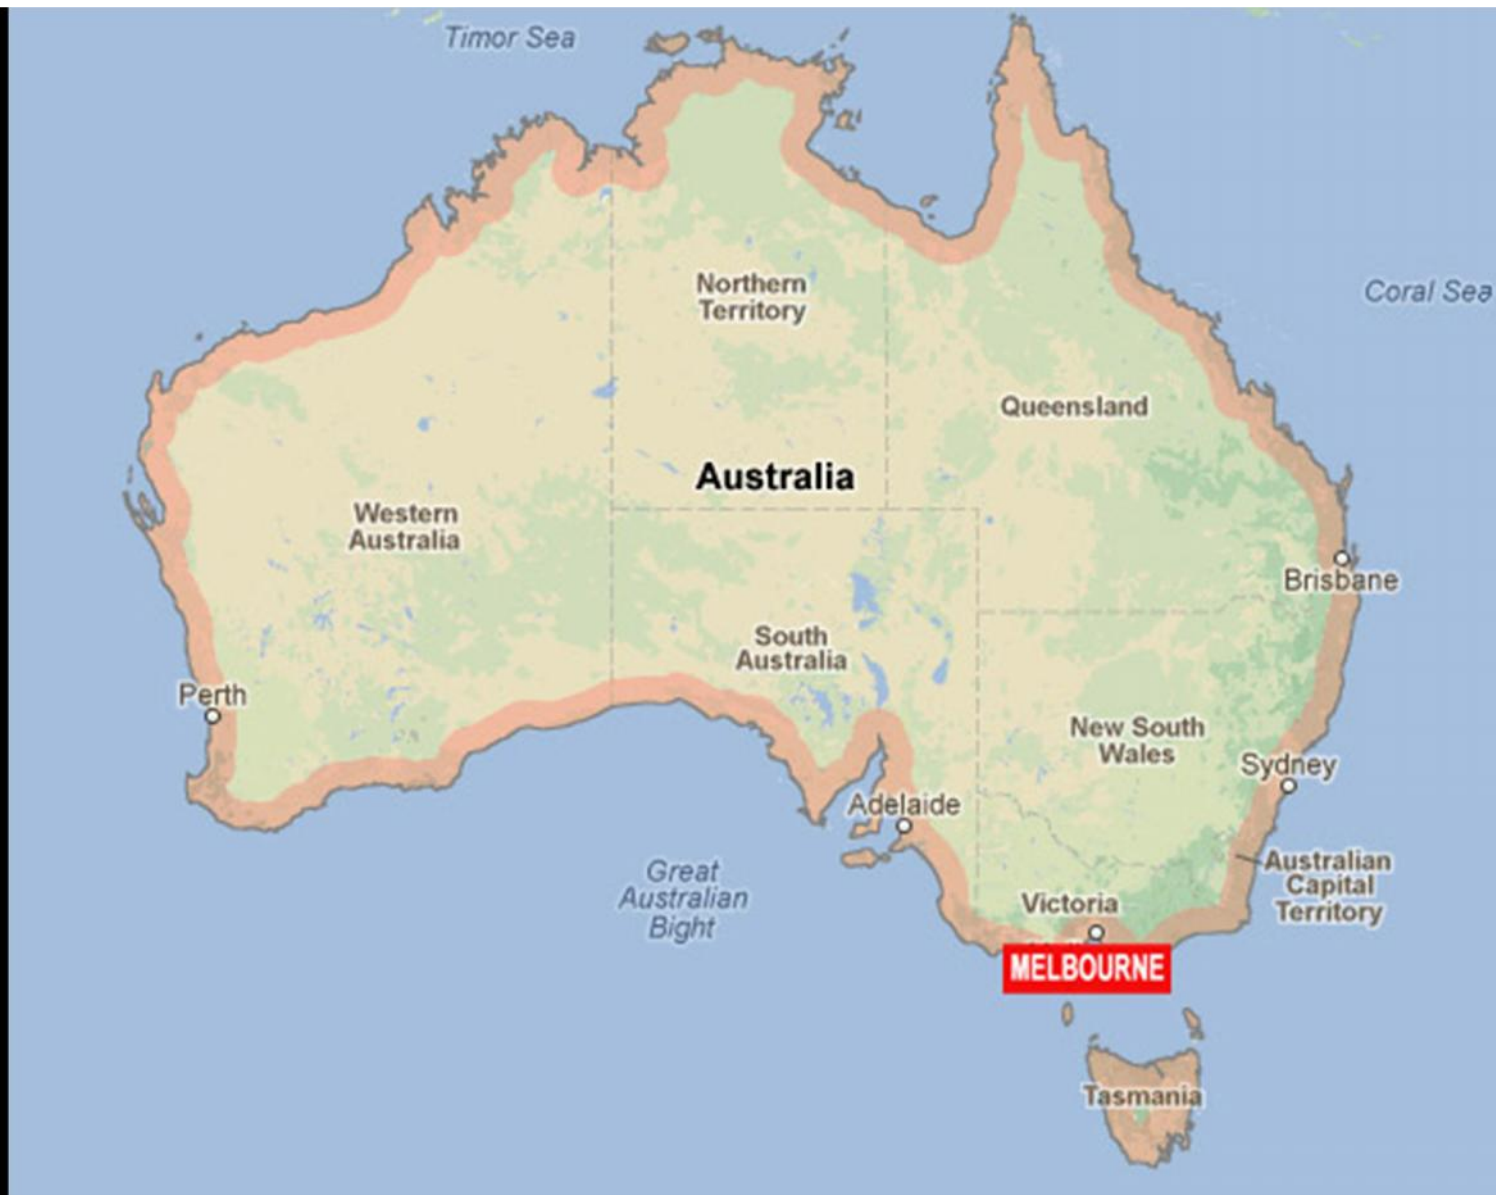 Timor Sea
Coral Sea
Northern
Territory
Queensland
Australia
Western
Australia
Brisbane
South
Australia
Perth
New South
Wales
Sydney
Adelaide
Great
Australian
Bight
Australian
Capital
Territory
Victoria
MELBOURNE
Tasmania